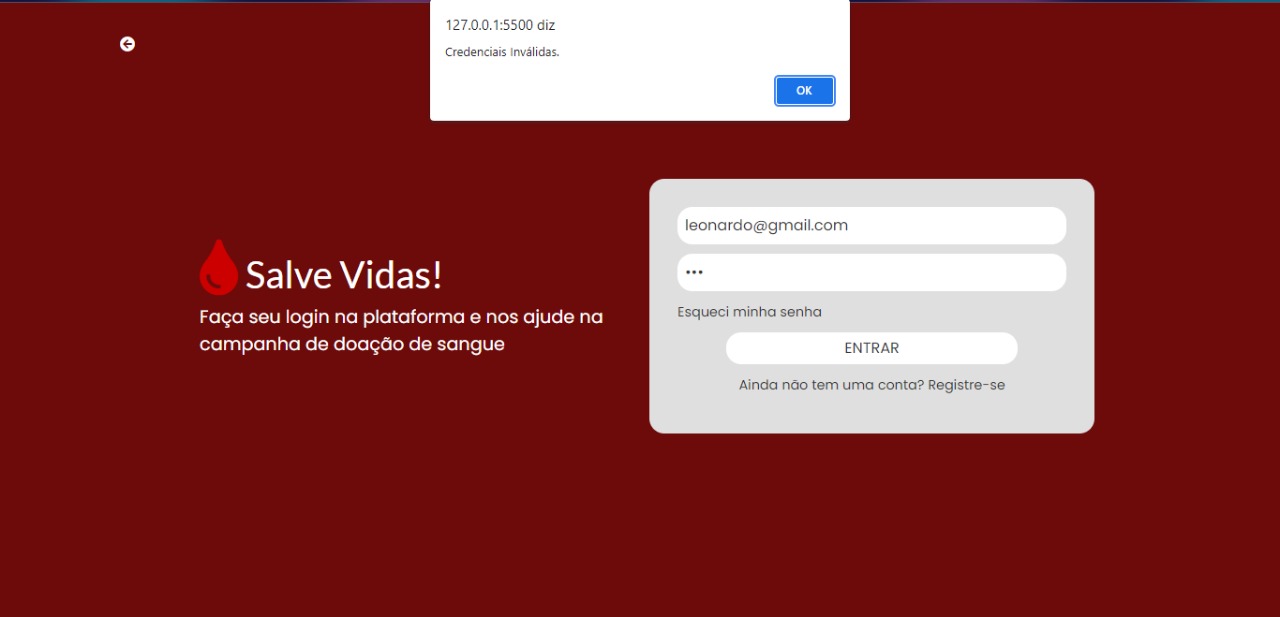 127.0.0.1:5500 diz
Credenciais Inválidas.
OK
Salve Vidas!
Faça seu login na plataforma e nos ajude na
campanha de doação de sangue
leonardo@gmail.com
•••
Esqueci minha senha
ENTRAR
Ainda não tem uma conta? Registre-se